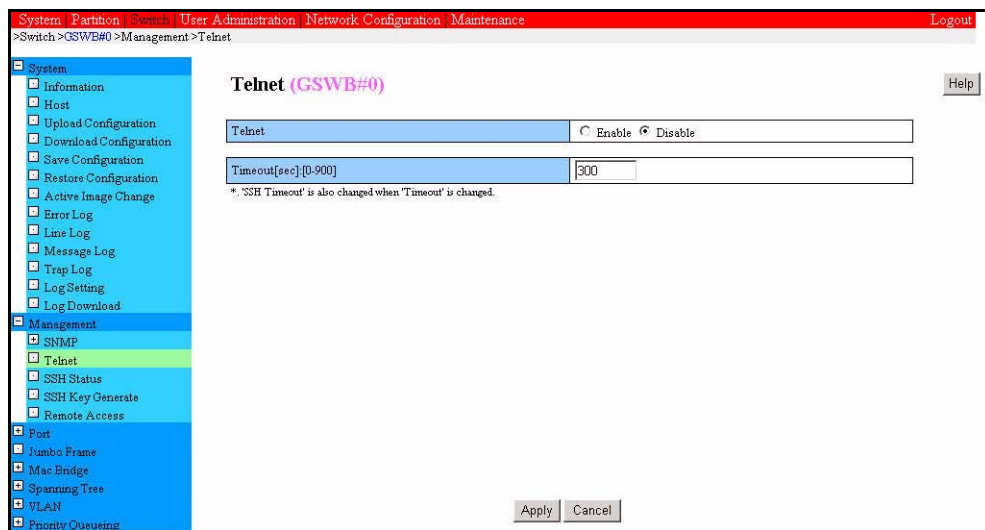 System | Partition | Switch | User Administration | Network Configuration | Maintenance Logout
>Switch >GSWB#0 >Management >Telnet
System
Information
Host
Upload Configuration
Download Configuration
Save Configuration
Restore Configuration
Active Image Change
Error Log
Line Log
Message Log
Trap Log
Log Setting
Log Download
Management
SNMP
Telnet
SSH Status
SSH Key Generate
Remote Access
Port
Jumbo Frame
Mac Bridge
Spanning Tree
VLAN
Priority Queueing
Telnet (GSWB#0)
Help
Telnet Enable Disable
Timeout[sec]:[0-900] 300
*. 'SSH Timeout' is also changed when 'Timeout' is changed.
Apply Cancel